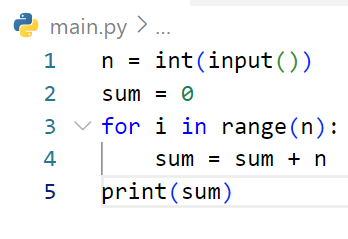 main.py > ...
1 n = int(input())
2 sum = 0
3 for i in range(n):
4     sum = sum + n
5 print(sum)